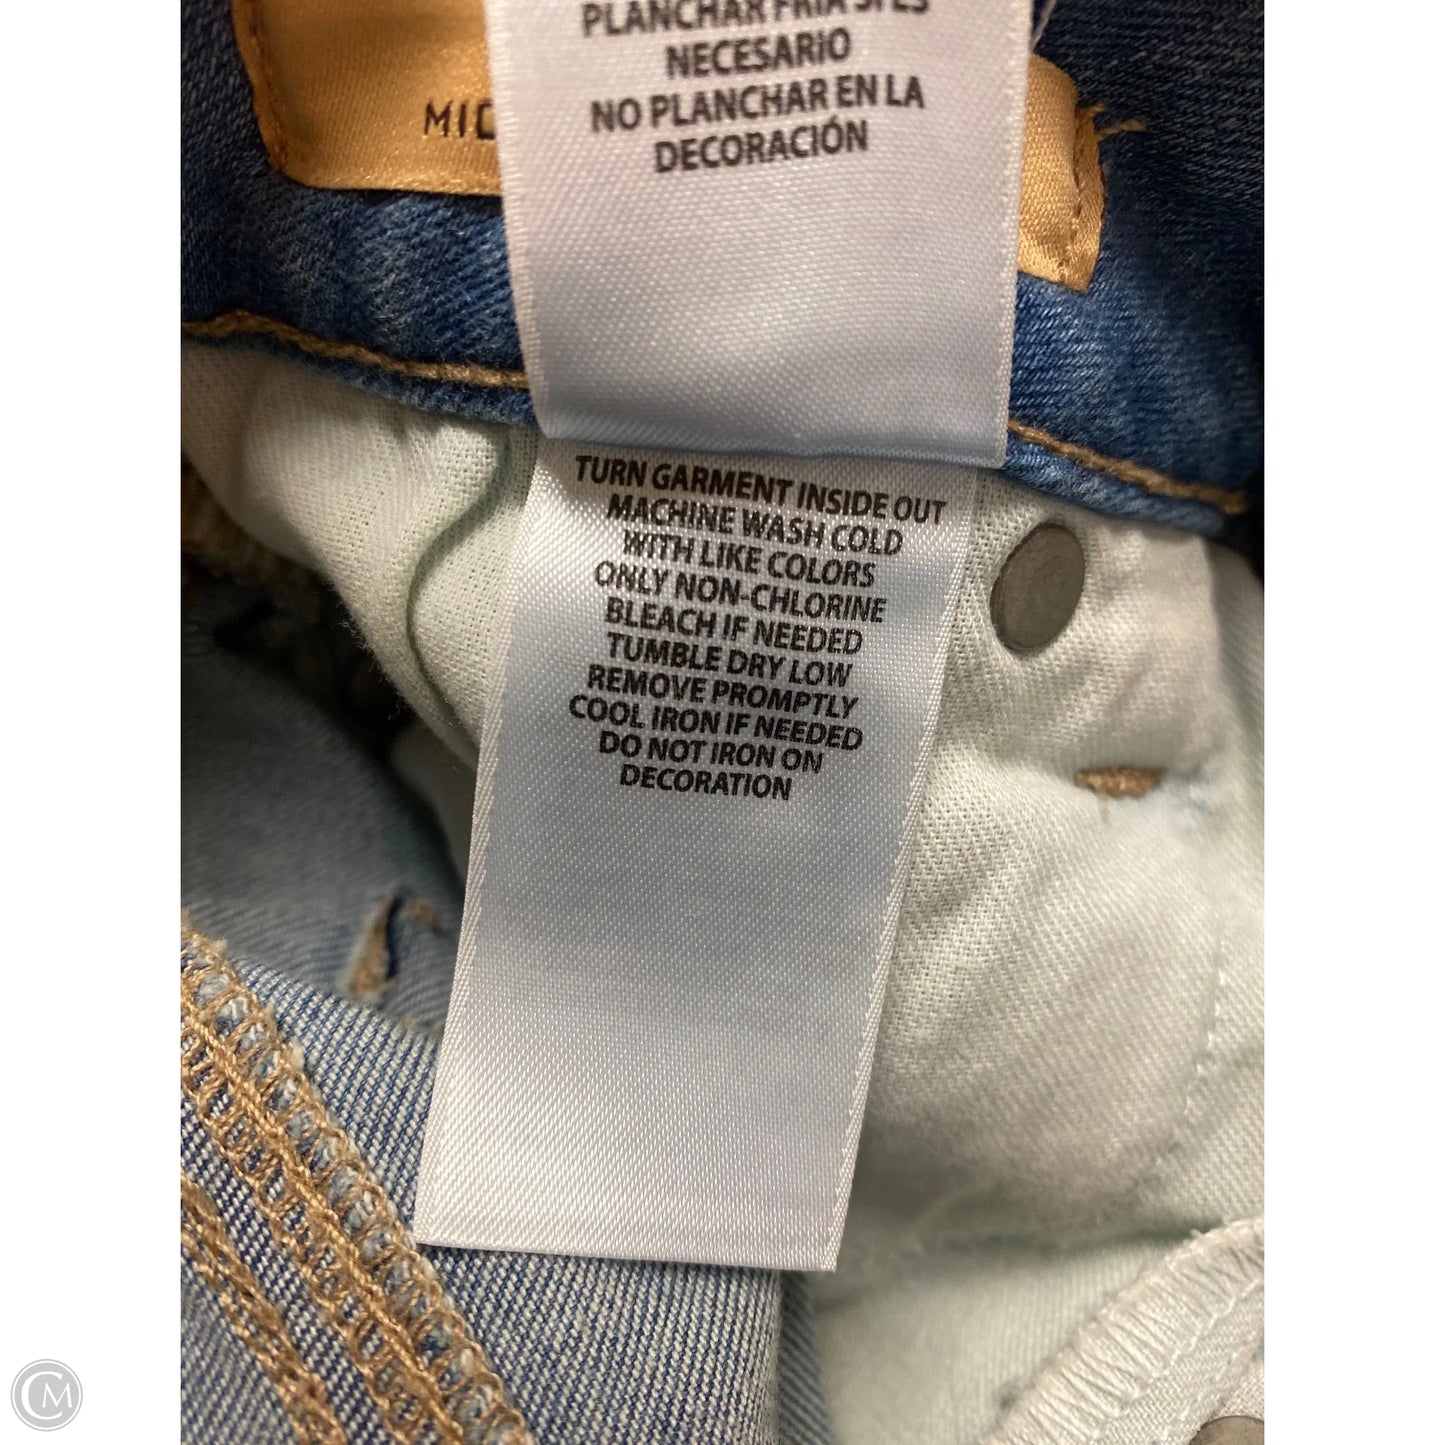 PLANCHAR FRIA SI ES
NECESARIO
NO PLANCHAR EN LA
DECORACIÓN
MIC
TURN GARMENT INSIDE OUT
MACHINE WASH COLD
WITH LIKE COLORS
ONLY NON-CHLORINE
BLEACH IF NEEDED
TUMBLE DRY LOW
REMOVE PROMPTLY
COOL IRON IF NEEDED
DO NOT IRON ON
DECORATION
CM